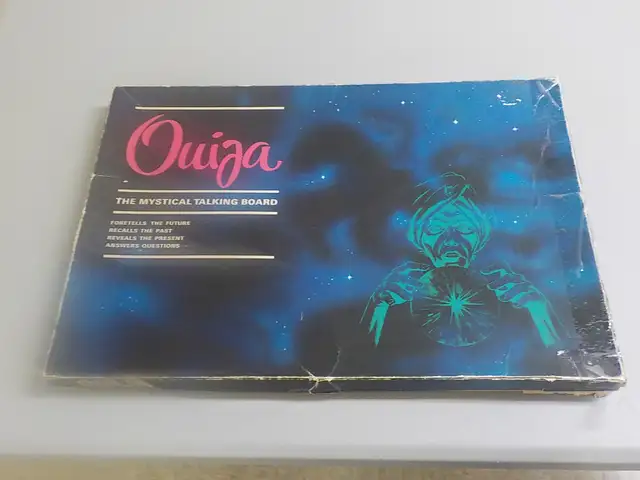 Ouija
THE MYSTICAL TALKING BOARD
FORETELLS THE FUTURE
RECALLS THE PAST
REVEALS THE PRESENT
ANSWERS QUESTIONS